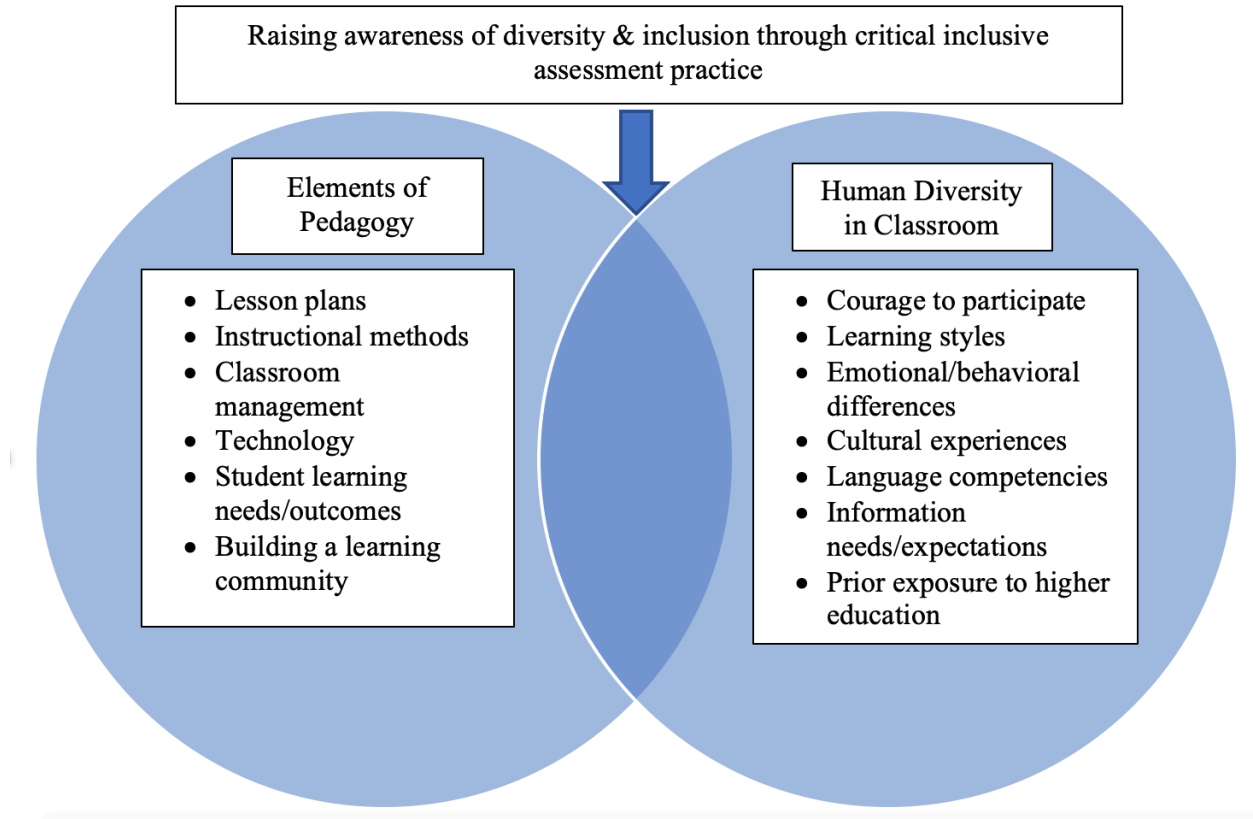 Raising awareness of diversity & inclusion through critical inclusive
assessment practice
Elements of
Pedagogy
• Lesson plans
• Instructional methods
• Classroom
management
• Technology
• Student learning
needs/outcomes
• Building a learning
community
Human Diversity
in Classroom
• Courage to participate
• Learning styles
• Emotional/behavioral
differences
• Cultural experiences
• Language competencies
• Information
needs/expectations
• Prior exposure to higher
education